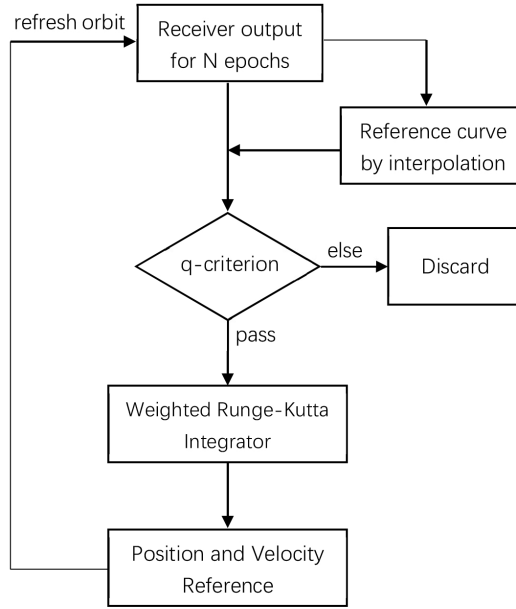 refresh orbit
Receiver output
for N epochs
Reference curve
by interpolation
q-criterion
else
Discard
pass
Weighted Runge-Kutta
Integrator
Position and Velocity
Reference